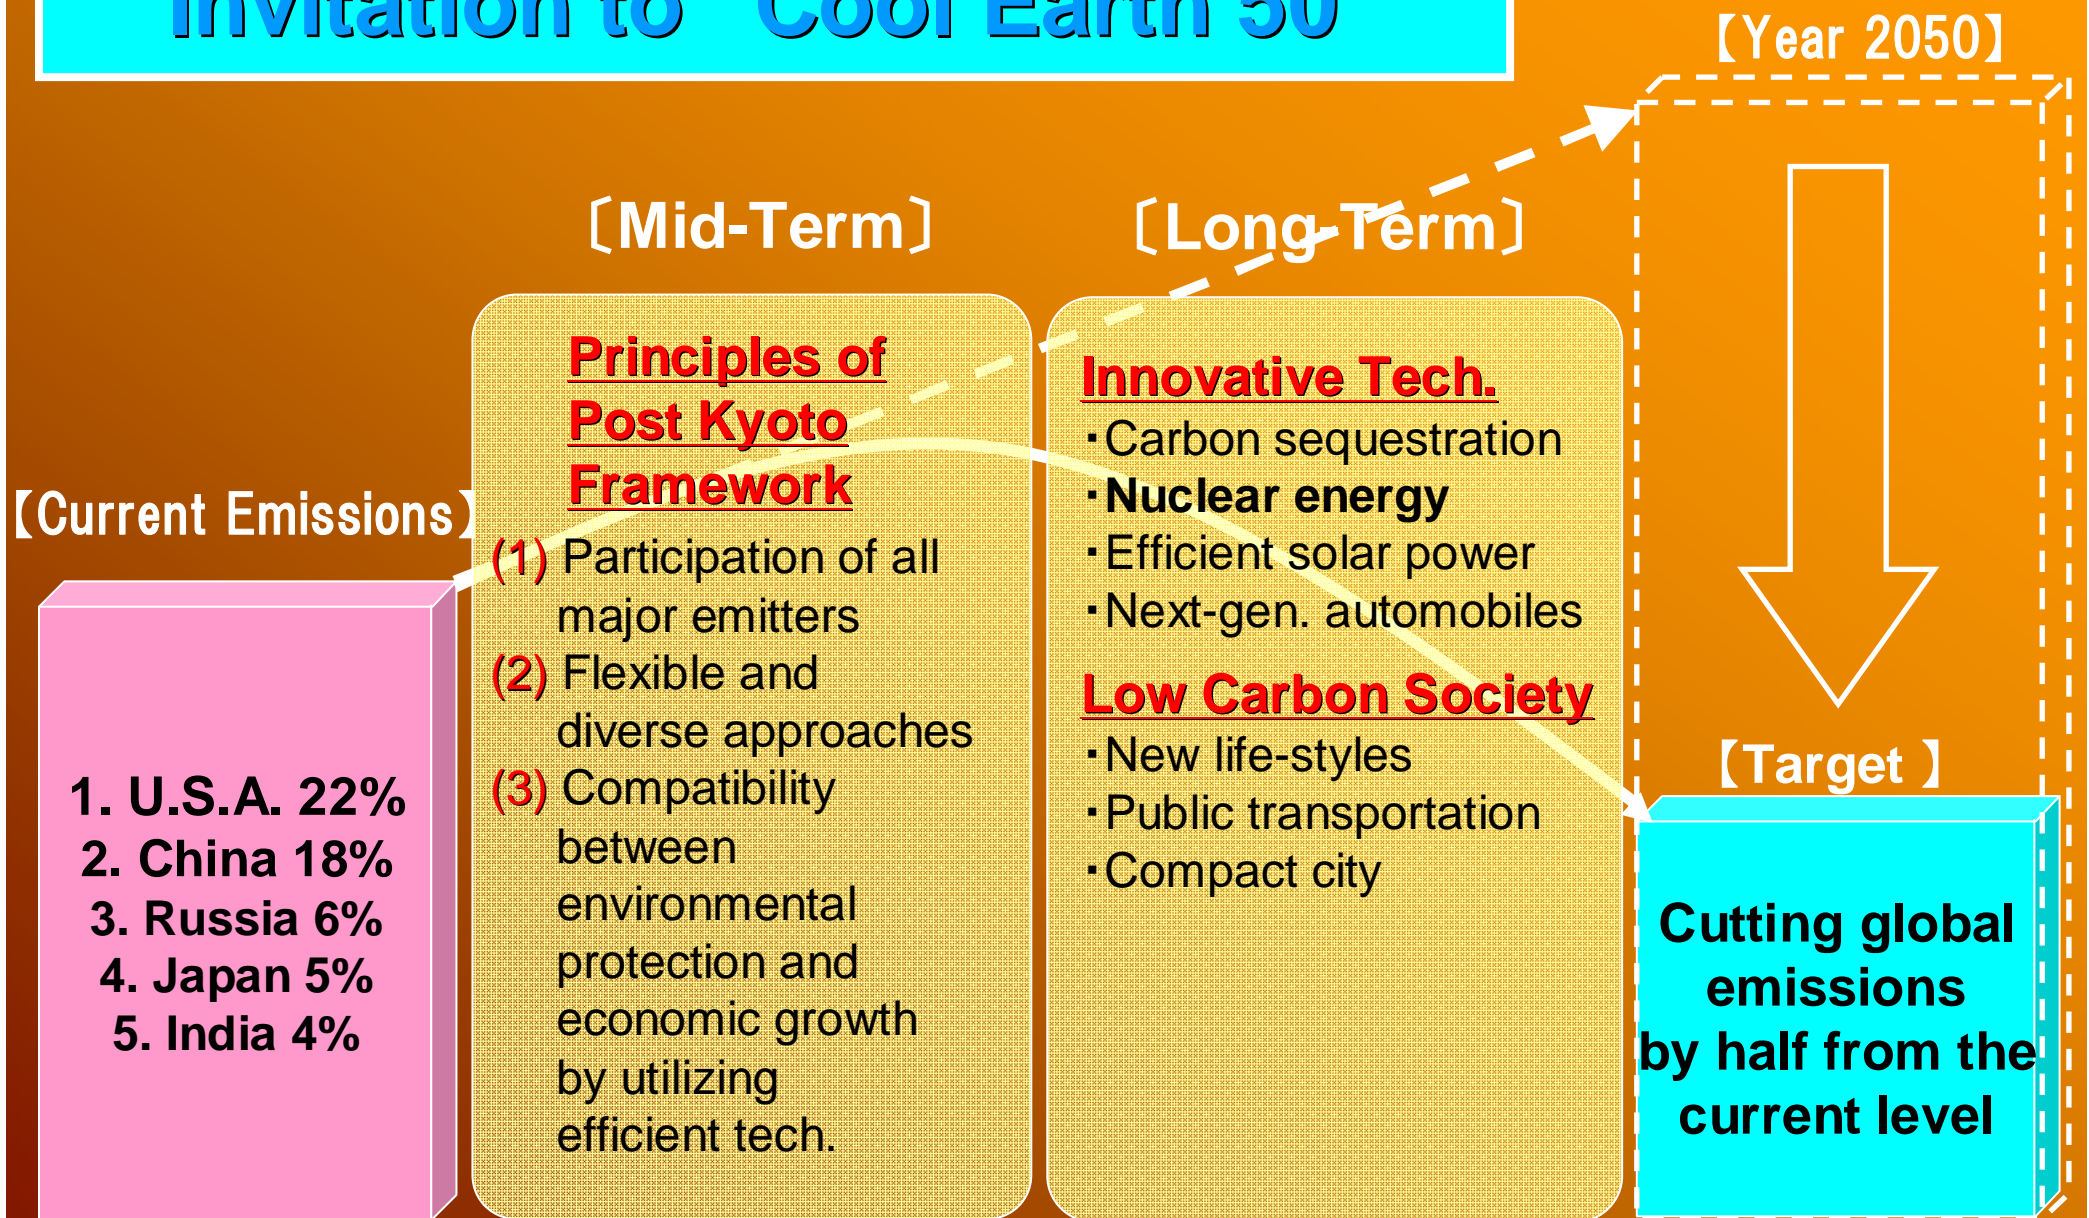 Invitation to "Cool Earth 50"
【Year 2050】
〔Mid-Term〕
〔Long-Term〕
【Current Emissions】
1. U.S.A. 22%
2. China 18%
3. Russia 6%
4. Japan 5%
5. India 4%
Principles of
Post Kyoto
Framework
(1) Participation of all
major emitters
(2) Flexible and
diverse approaches
(3) Compatibility
between
environmental
protection and
economic growth
by utilizing
efficient tech.
Innovative Tech.
・Carbon sequestration
・Nuclear energy
・Efficient solar power
・Next-gen. automobiles
Low Carbon Society
・New life-styles
・Public transportation
・Compact city
【Target 】
Cutting global
emissions
by half from the
current level